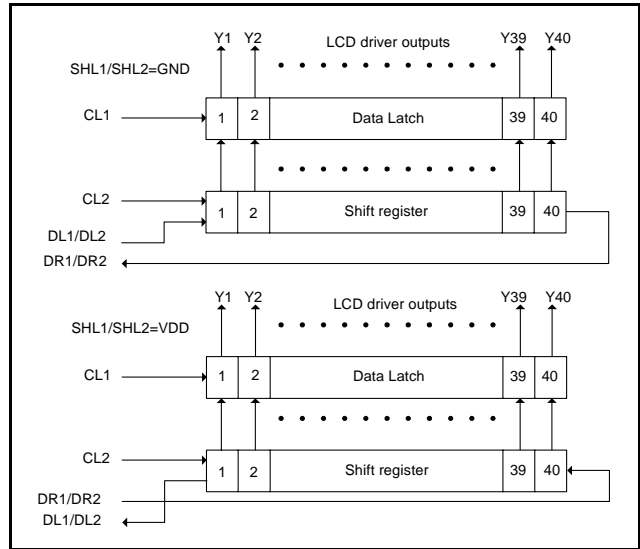 Y1 Y2 LCD driver outputs Y39 Y40
SHL1/SHL2=GND
CL1 1 2 Data Latch 39 40
CL2 1 2 Shift register 39 40
DL1/DL2
DR1/DR2
Y1 Y2 LCD driver outputs Y39 Y40
SHL1/SHL2=VDD
CL1 1 2 Data Latch 39 40
CL2 1 2 Shift register 39 40
DR1/DR2
DL1/DL2